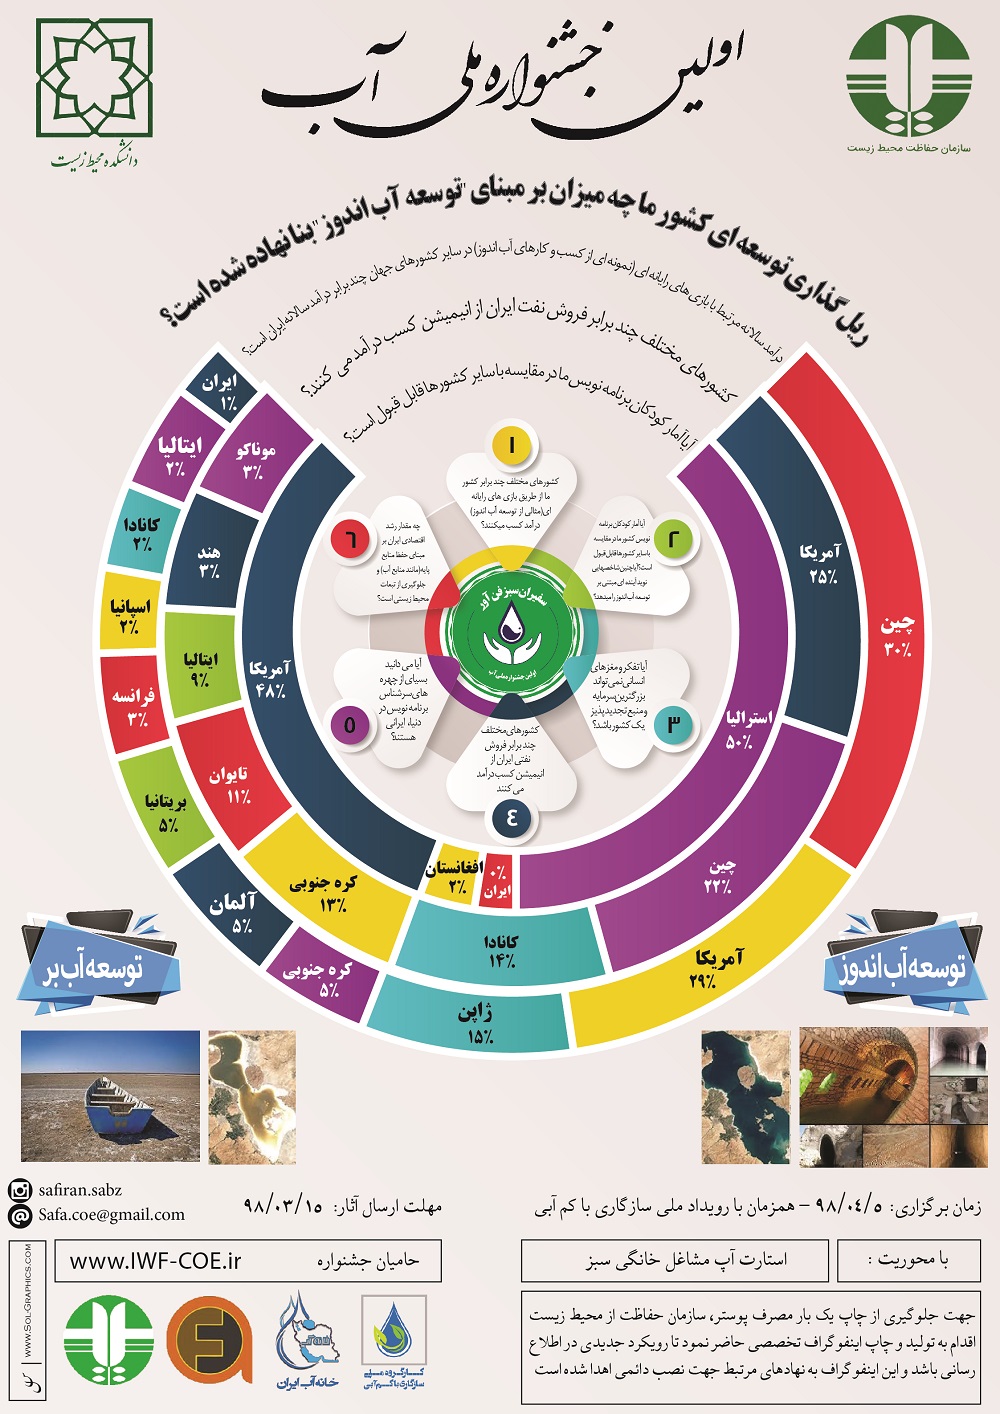 اولین جشنواره ملی آب
دانشکده محیط زیست
سازمان حفاظت محیط زیست
ریل گذاری توسعه ای کشور ما چه میزان بر مبنای "توسعه آب اندوز" بنا نهاده شده است؟
درآمد سالانه مرتبط با بازی های رایانه ای (نمونه ای از کسب و کارهای آب اندوز) در سایر کشورهای جهان چند برابر درآمد سالانه ایران است؟
کشورهای مختلف چند برابر فروش نفت ایران از انیمیشن کسب درآمد می کنند؟
آیا آمار کودکان برنامه نویس ما در مقایسه با سایر کشورها قابل قبول است؟
چین
۳۰٪
آمریکا
۲۹٪
ژاپن
۱۵٪
کره جنوبی
۵٪
آلمان
۵٪
بریتانیا
۵٪
فرانسه
۳٪
اسپانیا
۲٪
کانادا
۲٪
ایتالیا
۲٪
ایران
۱٪
آمریکا
۲۵٪
چین
۲۲٪
کانادا
۱۴٪
کره جنوبی
۱۳٪
تایوان
۱۱٪
ایتالیا
۹٪
هند
۳٪
موناکو
۳٪
استرالیا
۵۰٪
۰٪
ایران
افغانستان
۲٪
آمریکا
۴۸٪
۱
کشورهای مختلف چند برابر کشور
ما از طریق بازی های رایانه
ای(مثالی از توسعه آب اندوز)
درآمد کسب میکنند؟
۲
آیا آمار کودکان برنامه
نویس کشور ما در مقایسه
با سایر کشورها قابل قبول
است؟ آیا چنین شاخصهایی
نوید آینده ای مبتنی بر
توسعه آب اندوز را میدهد؟
۳
آیا تفکر و مغزهای
انسانی نمی تواند
بزرگترین سرمایه
و منبع تجدیدپذیر
یک کشور باشد؟
٤
کشورهای مختلف
چند برابر فروش
نفتی ایران از
انیمیشن کسب درآمد
می کنند
۵
آیا می دانید
بسیای از چهره
های سرشناس
برنامه نویس در
دنیا، ایرانی
هستند؟
٦
چه مقدار رشد
اقتصادی ایران بر
مبنای حفظ منابع
پایه(مانند منابع آب) و
جلوگیری از تبعات
محیط زیستی است؟
سفیران سبز فن آور
اولین جشنواره ملی آب
توسعه آب بر
توسعه آب اندوز
safiran.sabz
Safa.coe@gmail.com
مهلت ارسال آثار: ۹۸/۰۳/۱۵
زمان برگزاری: ۹۸/۰۴/۵ – همزمان با رویداد ملی سازگاری با کم آبی
با محوریت :
استارت آپ مشاغل خانگی سبز
حامیان جشنواره
www.IWF-COE.ir
جهت جلوگیری از چاپ یک بار مصرف پوستر، سازمان حفاظت از محیط زیست
اقدام به تولید و چاپ اینفوگراف تخصصی حاضر نمود تا رویکرد جدیدی در اطلاع
رسانی باشد و این اینفوگراف به نهادهای مرتبط جهت نصب دائمی اهدا شده است
خانه آب ایران
کارگروه ملی
سازگاری با کم آبی
WWW.SOL-GRAPHICS.COM